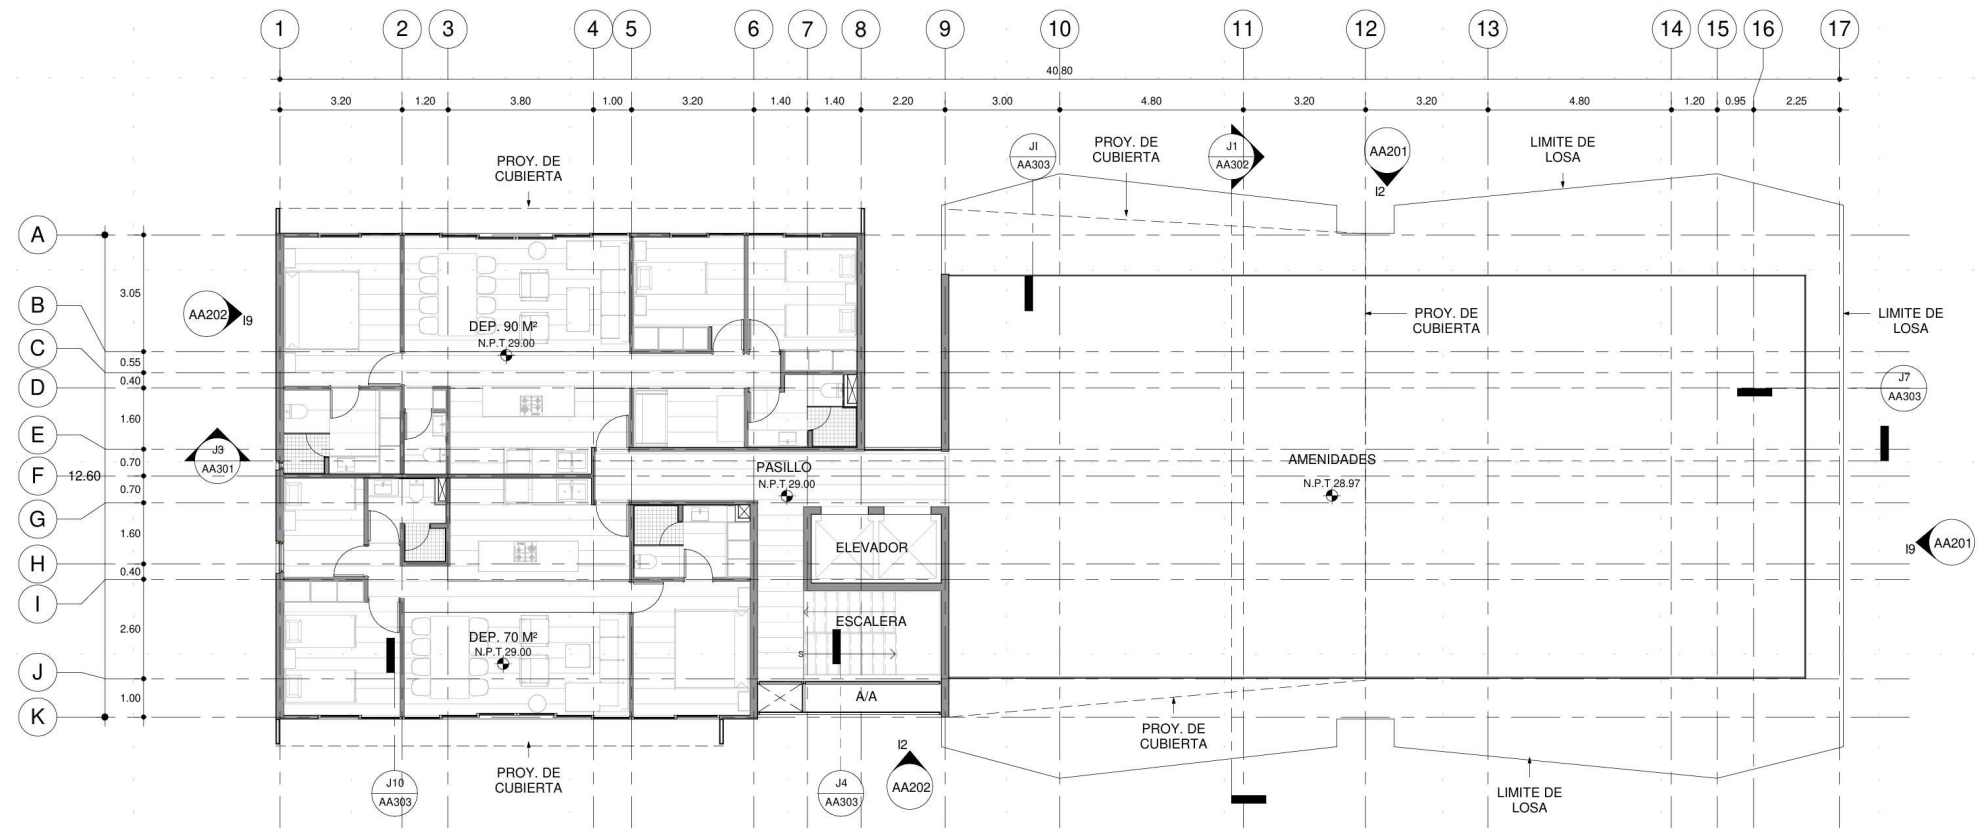 1 2 3 4 5 6 7 8 9 10 11 12 13 14 15 16 17
40.80
3.20 1.20 3.80 1.00 3.20 1.40 1.40 2.20 3.00 4.80 3.20 3.20 4.80 1.20 0.95 2.25
PROY. DE
CUBIERTA
JI
AA303
PROY. DE
CUBIERTA
J1
AA302
AA201
I2
LIMITE DE
LOSA
A
B
C
D
E
F
G
H
I
J
K
3.05
0.55
0.40
1.60
0.70
12.60
0.70
1.60
0.40
2.60
1.00
AA202
I9
J3
AA301
DEP. 90 M²
N.P.T 29.00
PROY. DE
CUBIERTA
LIMITE DE
LOSA
J7
AA303
PASILLO
N.P.T 29.00
AMENIDADES
N.P.T 28.97
I9
AA201
ELEVADOR
ESCALERA
S
DEP. 70 M²
N.P.T 29.00
A/A
PROY. DE
CUBIERTA
I2
AA202
PROY. DE
CUBIERTA
J10
AA303
J4
AA303
LIMITE DE
LOSA